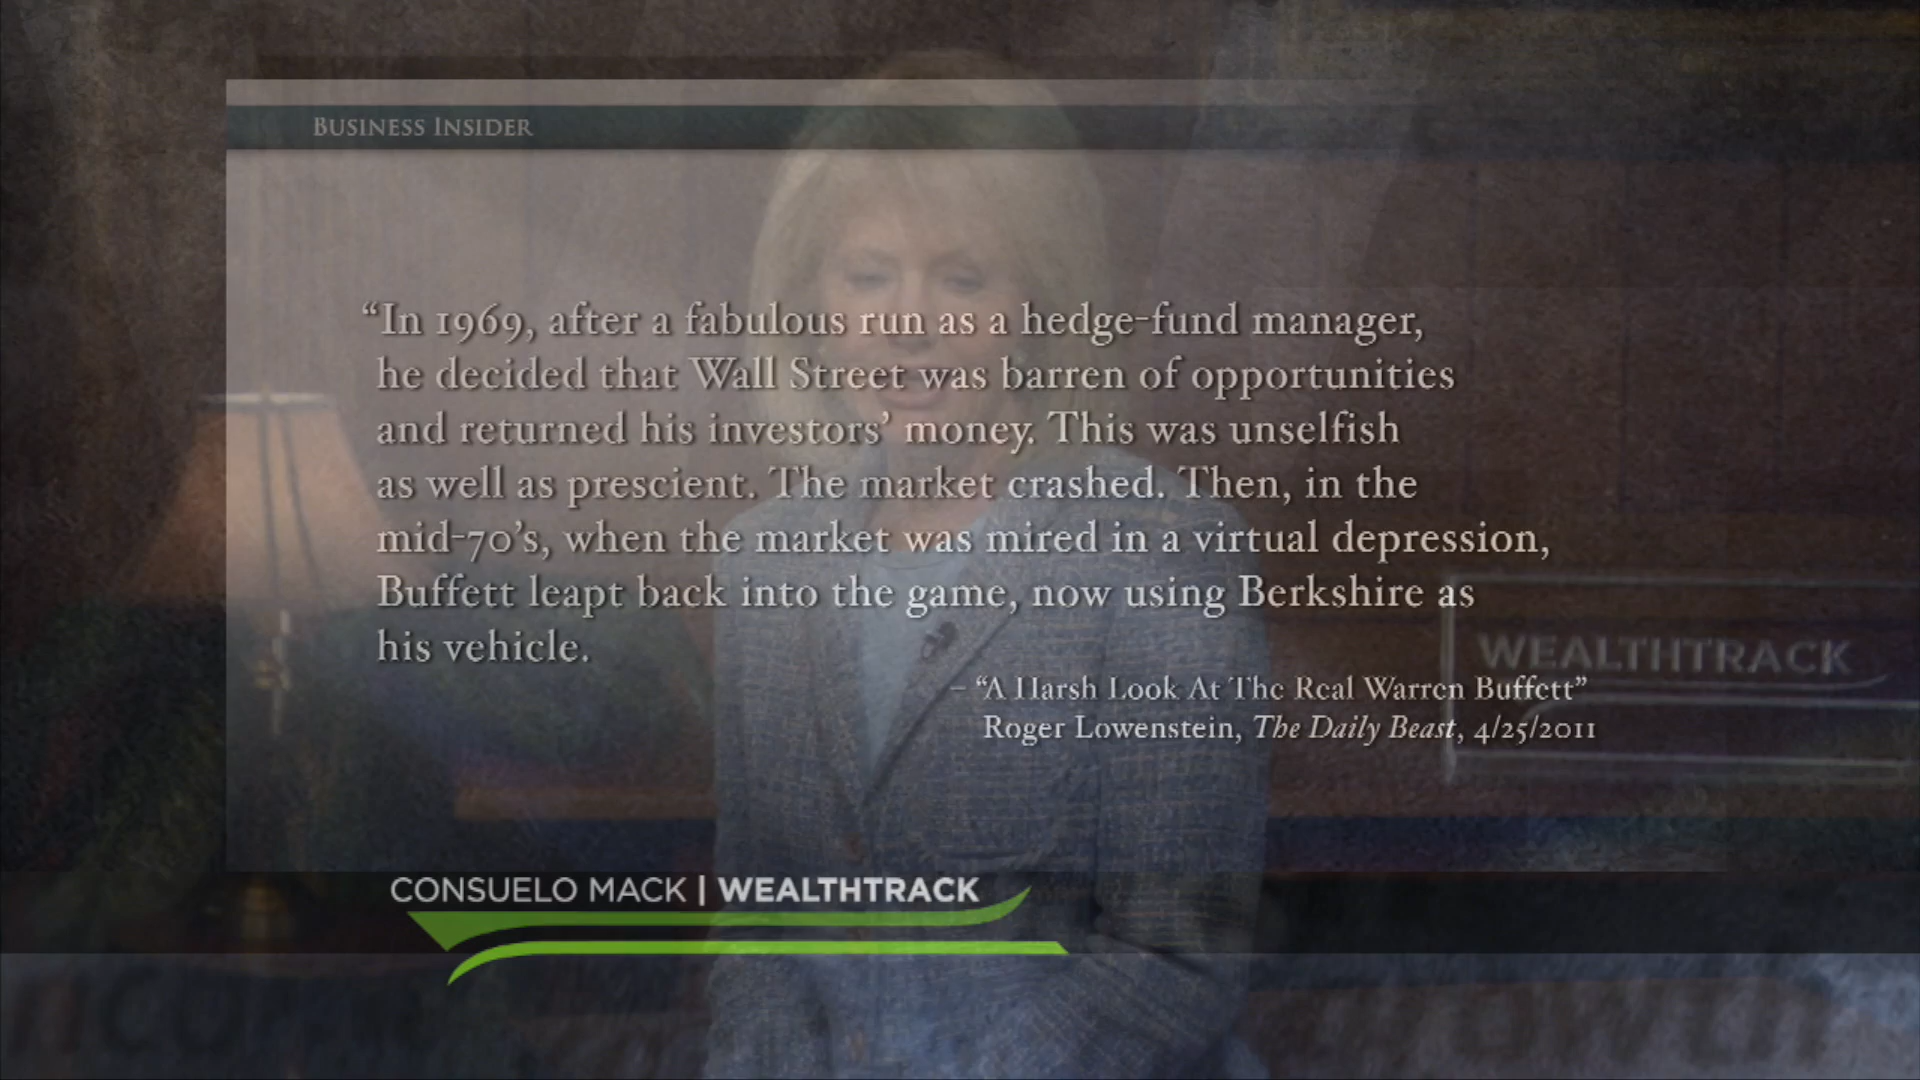 BUSINESS INSIDER
“In 1969, after a fabulous run as a hedge-fund manager,
he decided that Wall Street was barren of opportunities
and returned his investors’ money. This was unselfish
as well as prescient. The market crashed. Then, in the
mid-70’s, when the market was mired in a virtual depression,
Buffett leapt back into the game, now using Berkshire as
his vehicle.
– “A Harsh Look At The Real Warren Buffett”
Roger Lowenstein, The Daily Beast, 4/25/2011
WEALTHTRACK
CONSUELO MACK | WEALTHTRACK